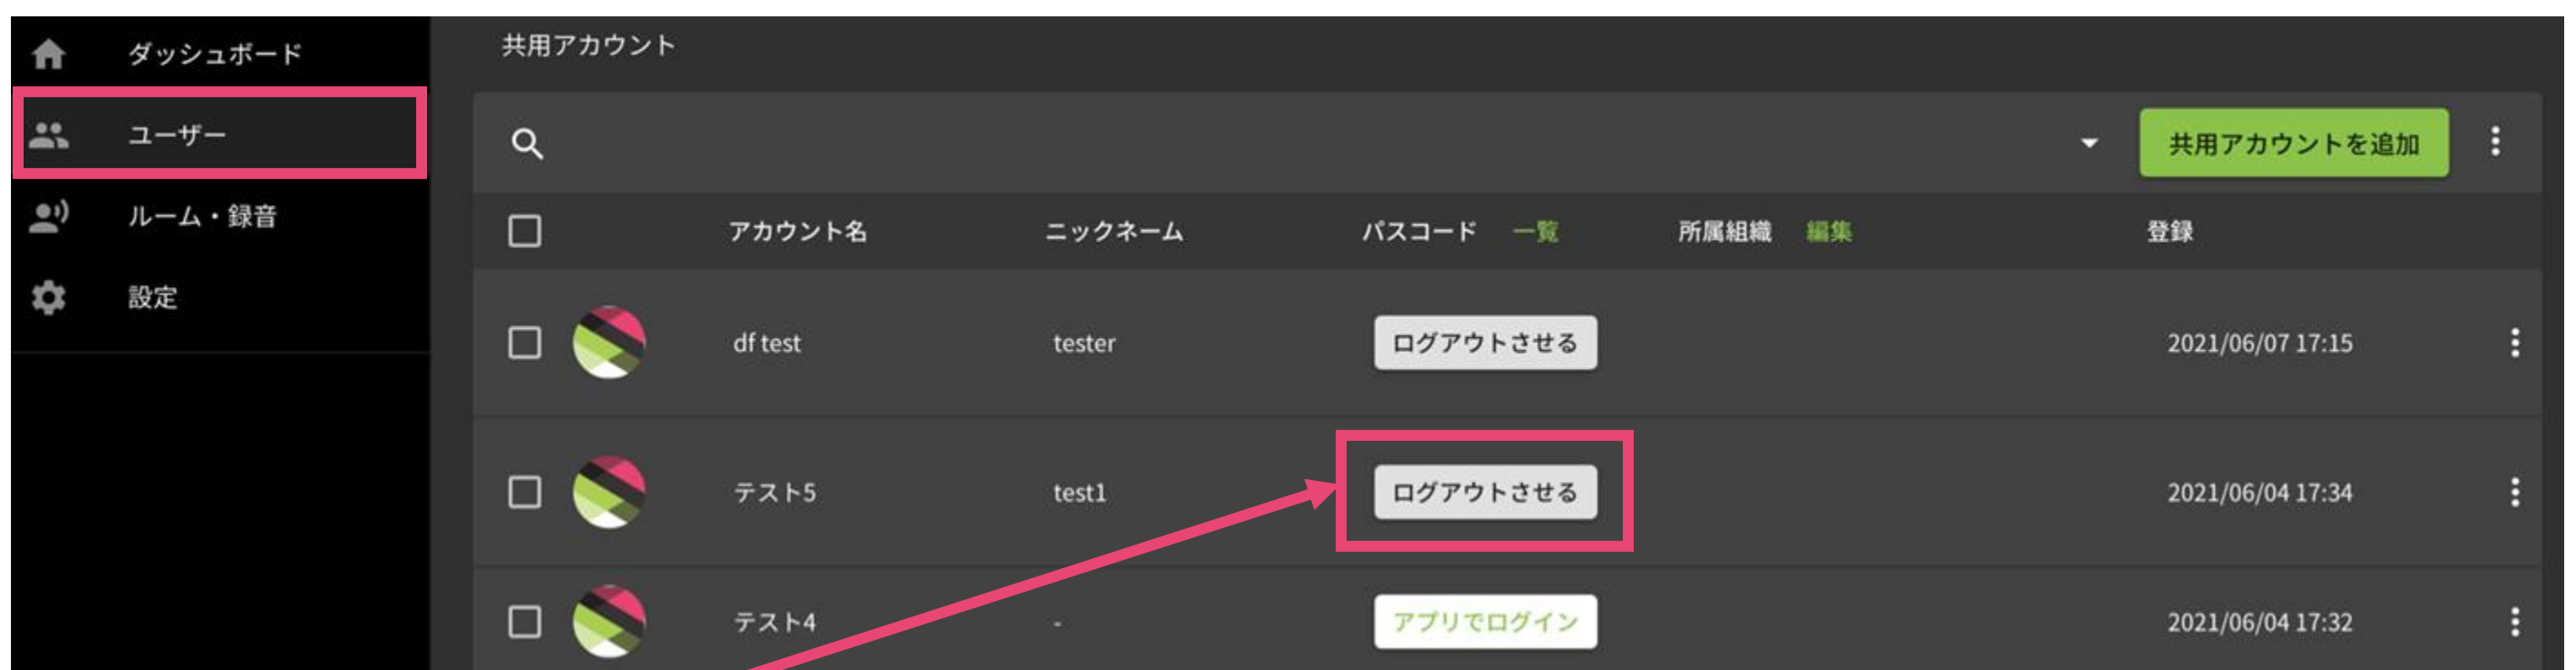 ダッシュボード
ユーザー
ルーム・録音
設定
共用アカウント
共用アカウントを追加
アカウント名 ニックネーム パスコード 一覧 所属組織 編集 登録
df test tester ログアウトさせる 2021/06/07 17:15
テスト5 test1 ログアウトさせる 2021/06/04 17:34
テスト4 - アプリでログイン 2021/06/04 17:32